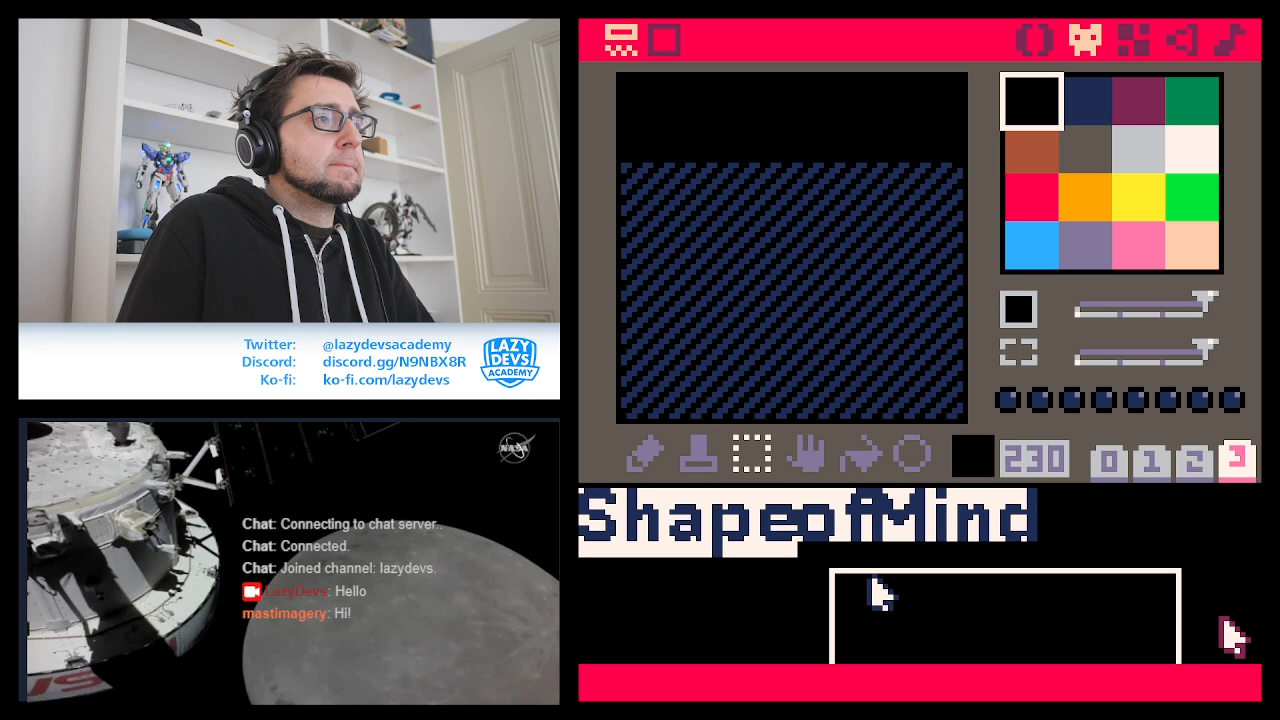 Twitter: @lazydevsacademy
Discord: discord.gg/N9NBX8R
Ko-fi: ko-fi.com/lazydevs
LAZY
DEVS
ACADEMY
NASA
Chat: Connecting to chat server..
Chat: Connected.
Chat: Joined channel: lazydevs.
LazyDevs: Hello
mastimagery: Hi!
230 0 1 2 3
ShapeofMind